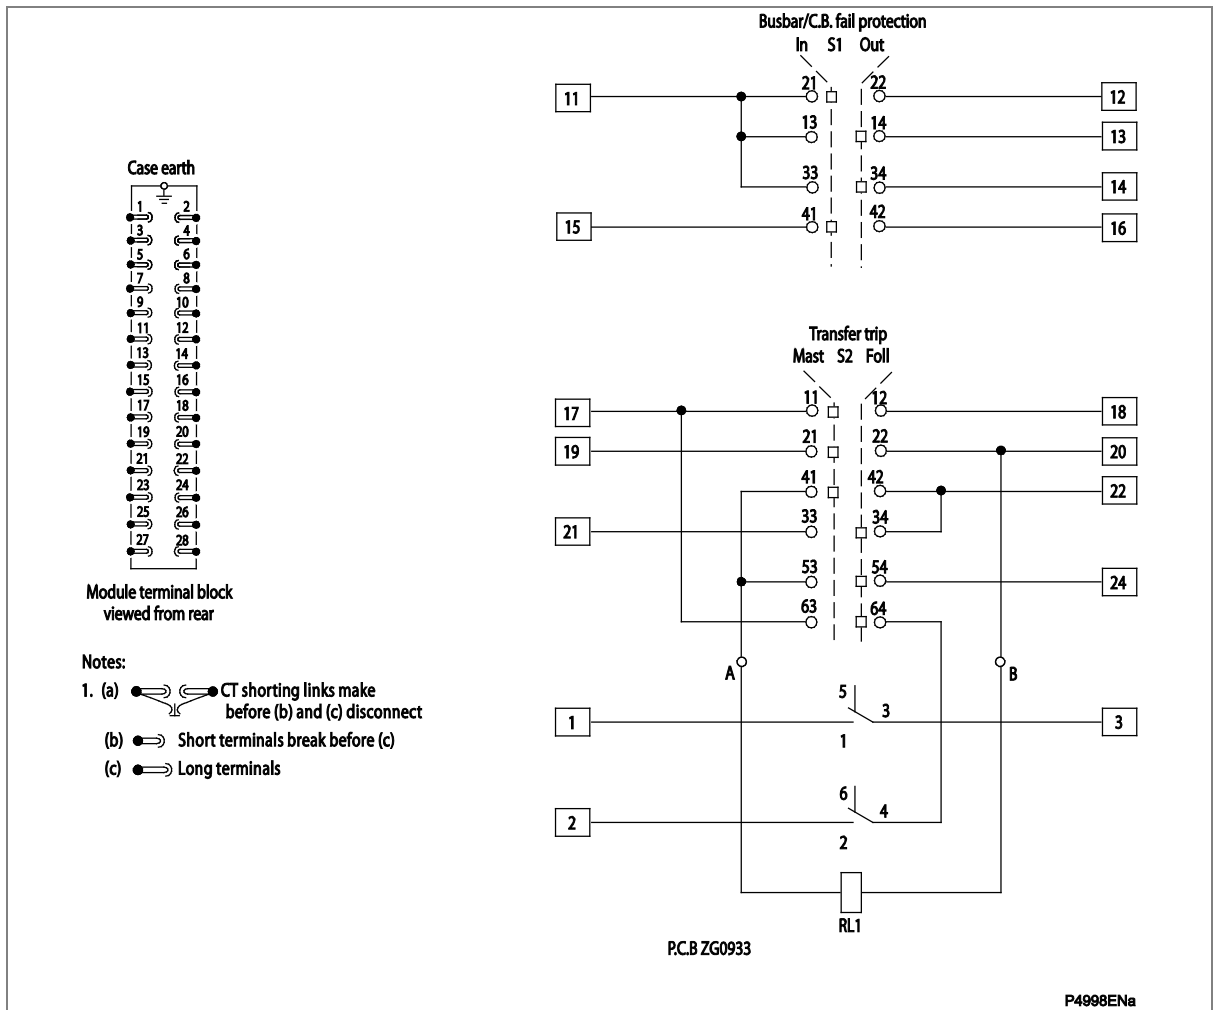 Busbar/C.B. fail protection
In S1 Out
21 22
11 12
13 14
13
33 34
14
41 42
15 16
Case earth
1 2
3 4
5 6
7 8
9 10
11 12
13 14
15 16
17 18
19 20
21 22
23 24
25 26
27 28
Module terminal block
viewed from rear
Transfer trip
Mast S2 Foll
11 12
17 18
21 22
19 20
41 42
22
33 34
21
53 54
24
63 64
A B
5
3
1 3
1
6
4
2
2
RL1
P.C.B ZG0933
Notes:
1. (a) CT shorting links make
before (b) and (c) disconnect
(b) Short terminals break before (c)
(c) Long terminals
P4998ENa